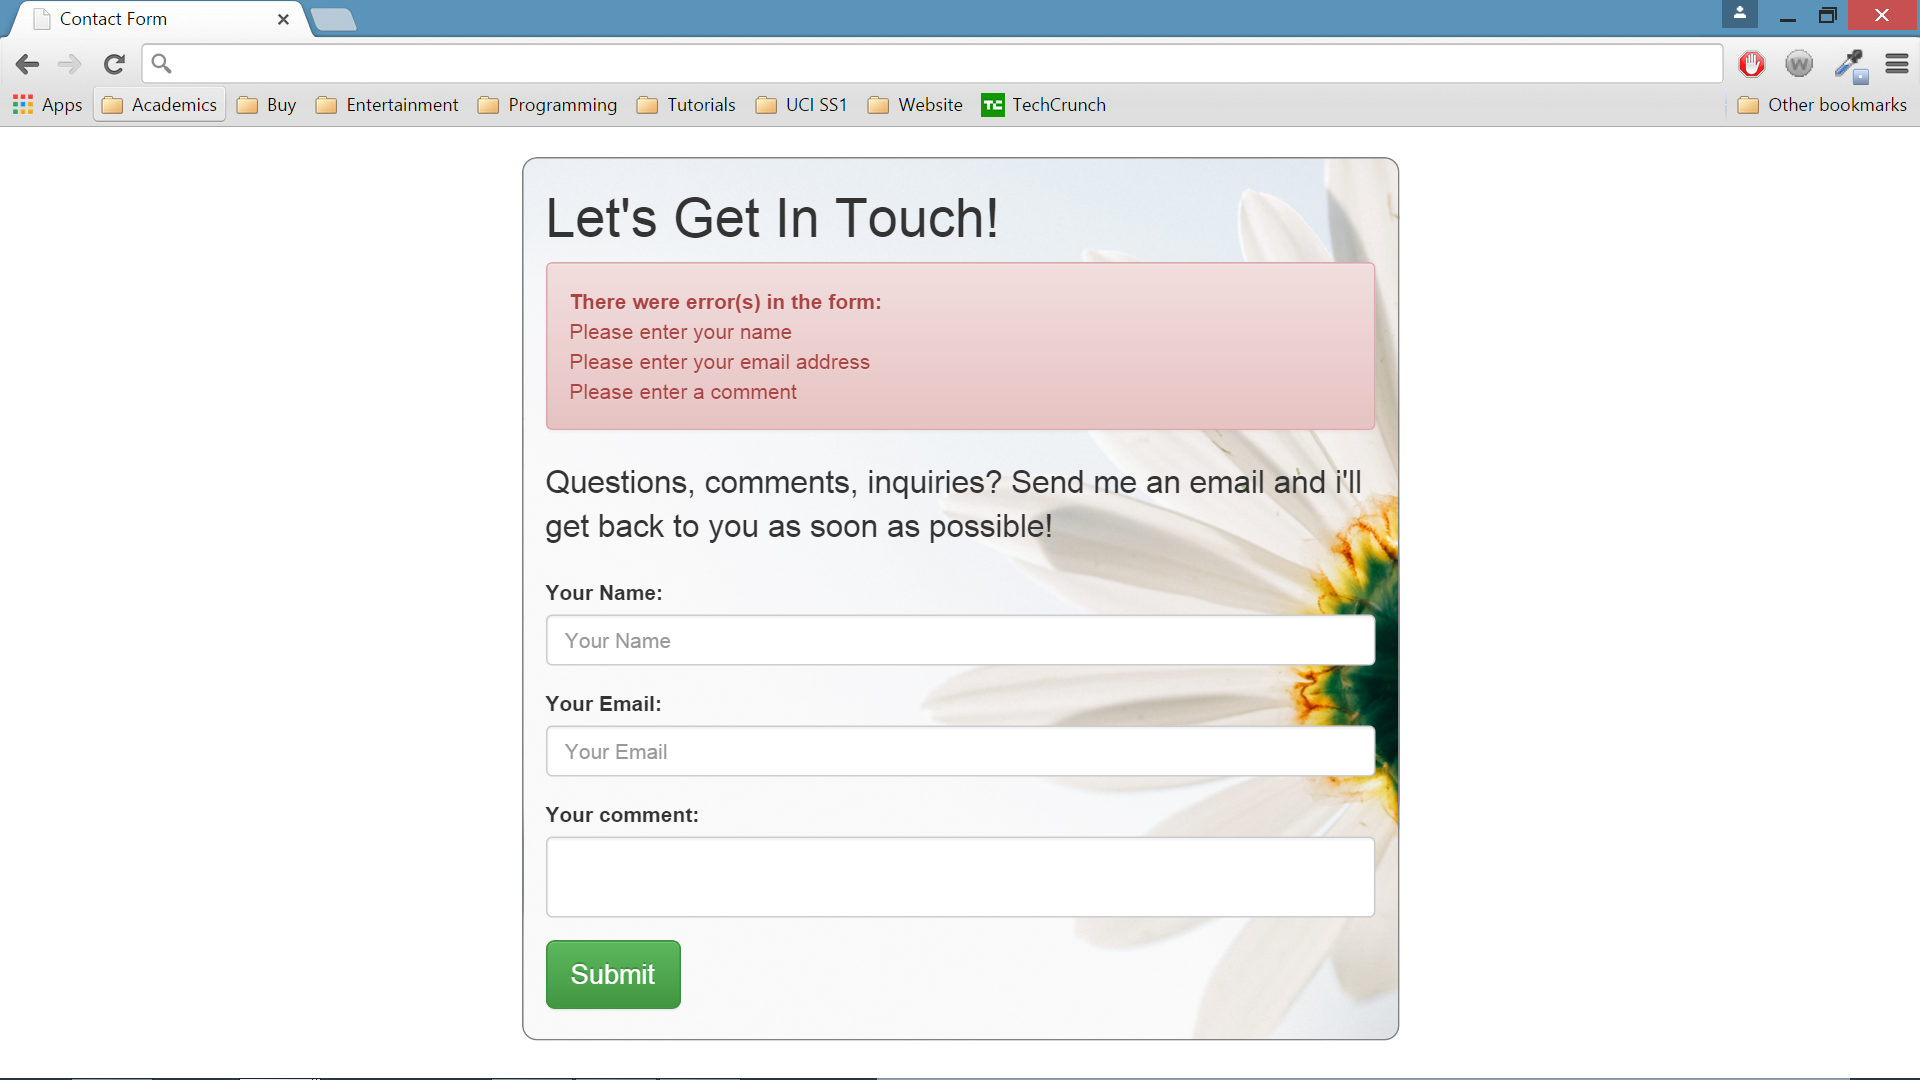 Contact Form
Apps Academics Buy Entertainment Programming Tutorials UCI SS1 Website TC TechCrunch Other bookmarks
Let's Get In Touch!
There were error(s) in the form:
Please enter your name
Please enter your email address
Please enter a comment
Questions, comments, inquiries? Send me an email and i'll
get back to you as soon as possible!
Your Name:
Your Name
Your Email:
Your Email
Your comment:
Submit